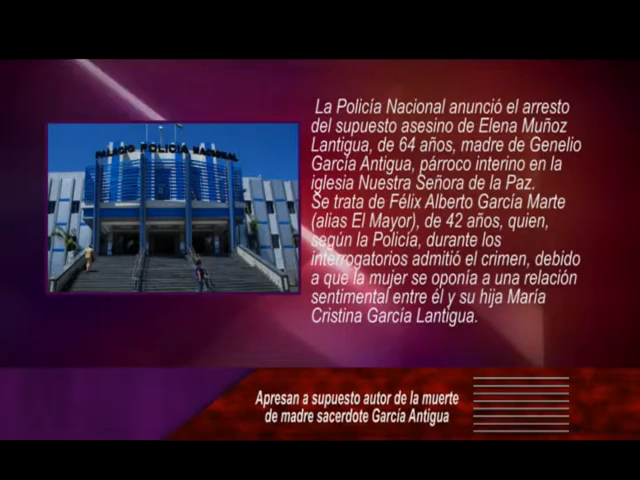 PALACIO POLICIA NACIONAL
La Policía Nacional anunció el arresto
del supuesto asesino de Elena Muñoz
Lantigua, de 64 años, madre de Genelio
García Antigua, párroco interino en la
iglesia Nuestra Señora de la Paz.
Se trata de Félix Alberto García Marte
(alias El Mayor), de 42 años, quien,
según la Policía, durante los
interrogatorios admitió el crimen, debido
a que la mujer se oponía a una relación
sentimental entre él y su hija María
Cristina García Lantigua.
Apresan a supuesto autor de la muerte
de madre sacerdote García Antigua